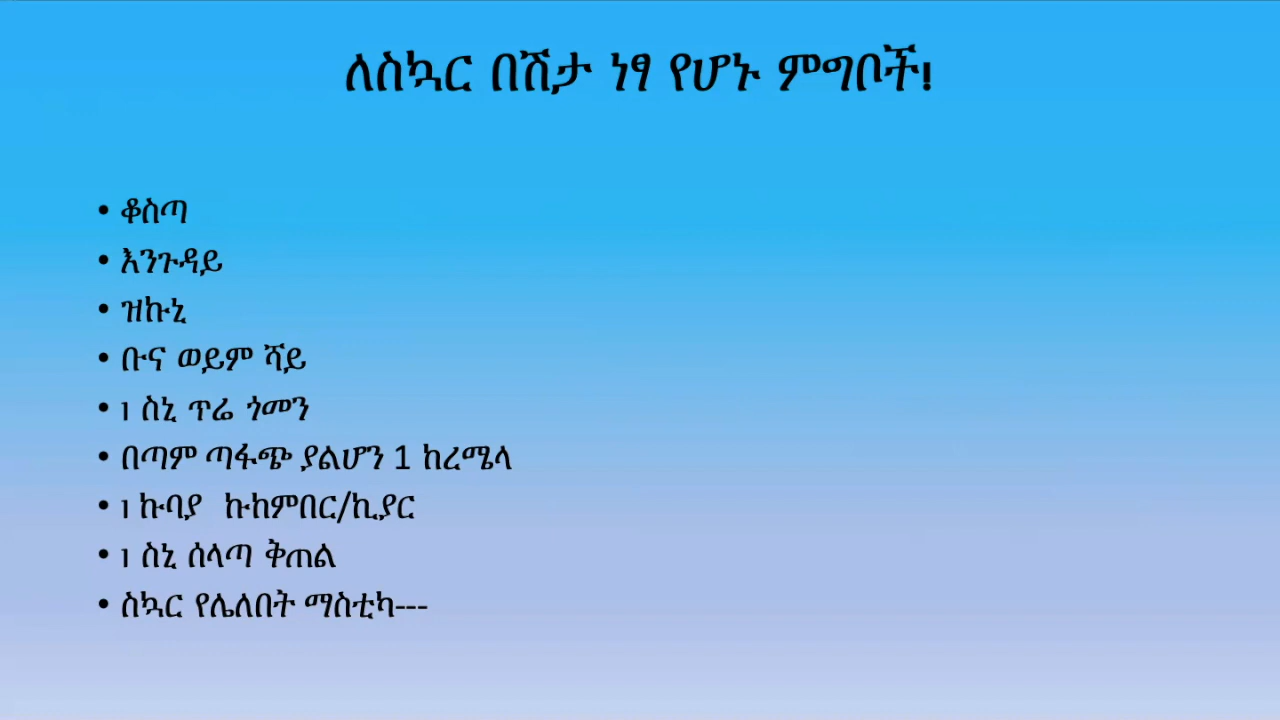 ለስኳር በሽታ ነፃ የሆኑ ምግቦች!
• ቆስጣ
• እንጉዳይ
• ዝኩኒ
• ቡና ወይም ሻይ
• ፣ ስኒ ጥሬ ጎመን
• በጣም ጣፋጭ ያልሆን 1 ከረሜላ
• ፣ ኩባያ ኩከምበር/ኪያር
• ፣ ስኒ ሰላጣ ቅጠል
• ስኳር የሌለበት ማስቲካ---